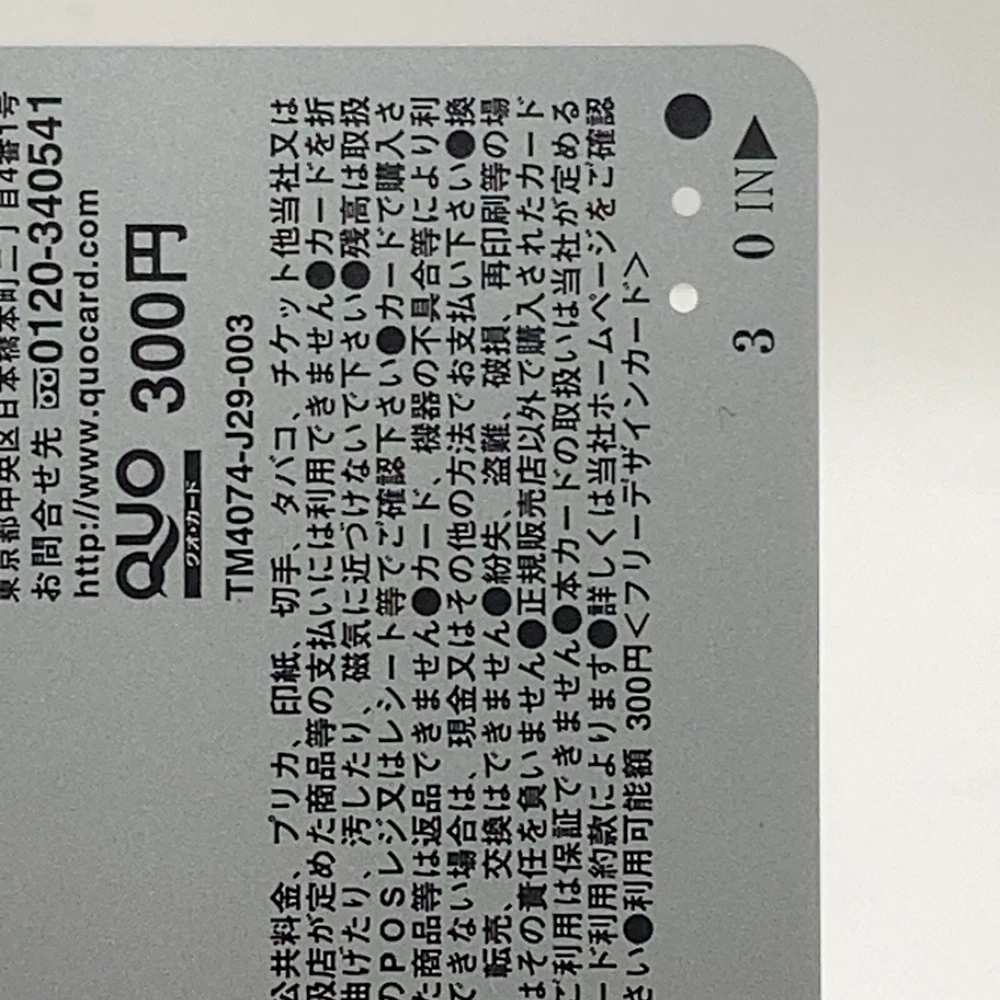 東京都中央区日本橋本町二丁目4番1号
お問合せ先 0120-340541
http://www.quocard.com
QUO 300円
クオ・カード
TM4074-J29-003
公共料金、プリカ、印紙、切手、タバコ、チケット他当社又は
扱店が定めた商品等の支払いには利用できません●カードを折
曲げたり、汚したり、磁気に近づけないで下さい●残高は取扱
のPOSレジ又はレシート等でご確認下さい●カードで購入さ
た商品等は返品できません●カード、機器の不具合等により利
できない場合は、現金又はその他の方法でお支払い下さい●換
転売、交換はできません●紛失、盗難、破損、再印刷等の場
はその責任を負いません●正規販売店以外で購入されたカード
ご利用は保証できません●本カードの取扱いは当社が定める
ード利用約款によります●詳しくは当社ホームページをご確認
さい●利用可能額 300円<フリーデザインカード>
3 0 IN▶